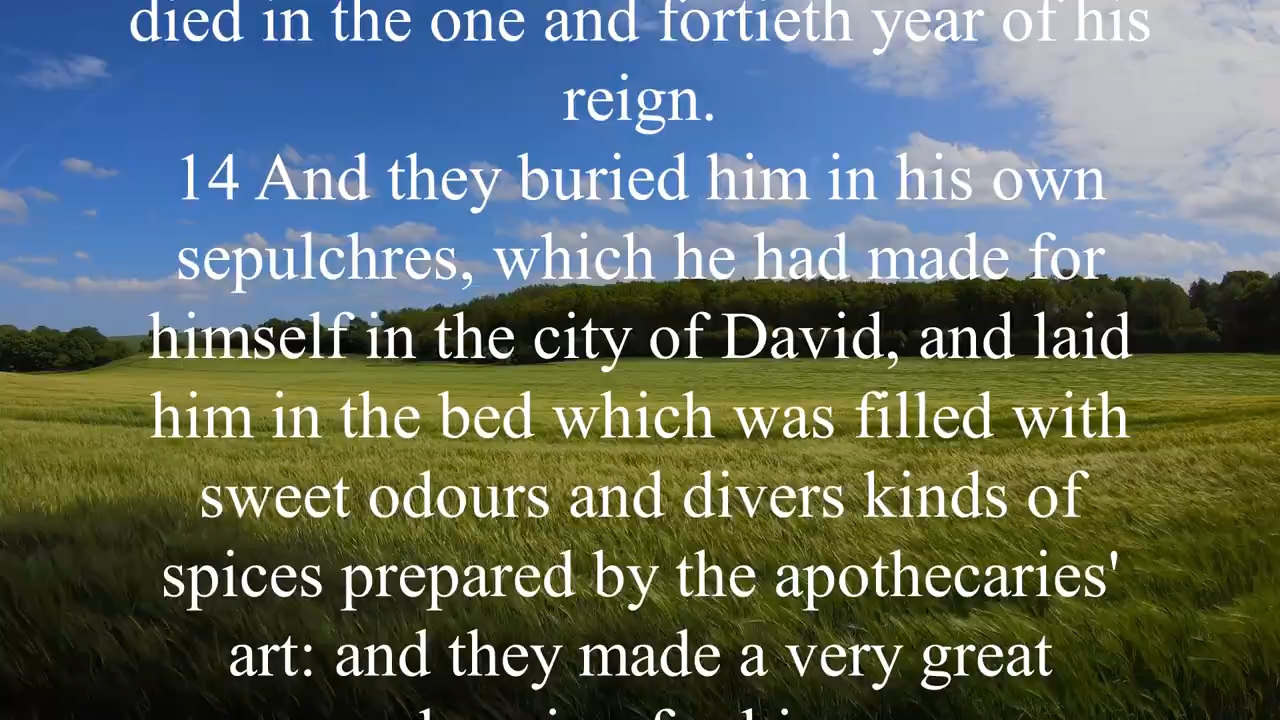 died in the one and fortieth year of his
reign.
14 And they buried him in his own
sepulchres, which he had made for
himself in the city of David, and laid
him in the bed which was filled with
sweet odours and divers kinds of
spices prepared by the apothecaries'
art: and they made a very great